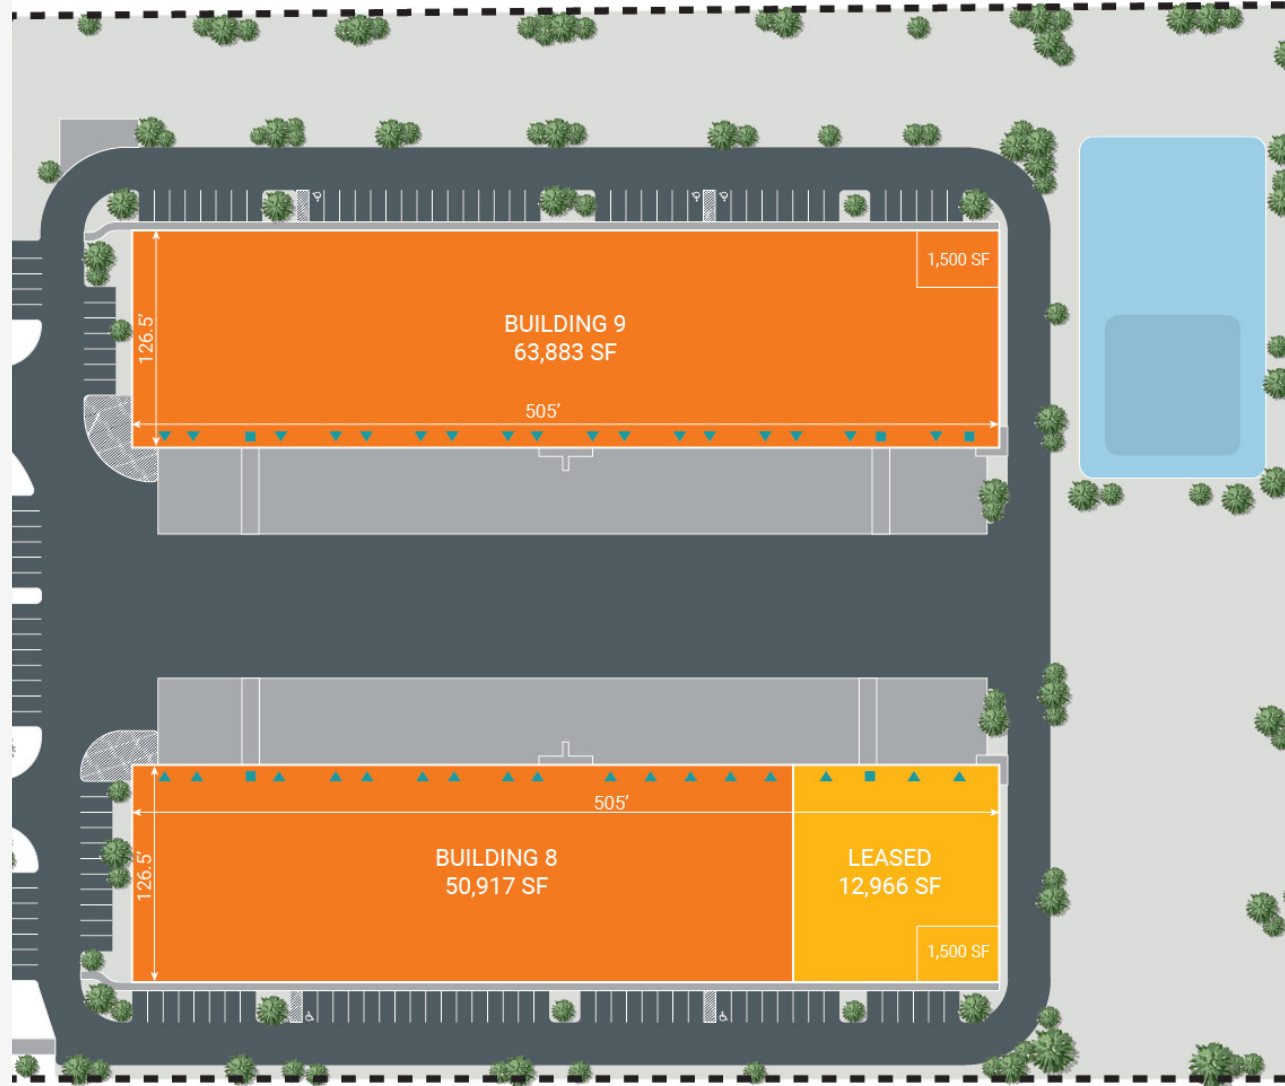 1,500 SF
BUILDING 9
63,883 SF
126.5’
505’
505’
BUILDING 8
50,917 SF
LEASED
12,966 SF
126.5’
1,500 SF